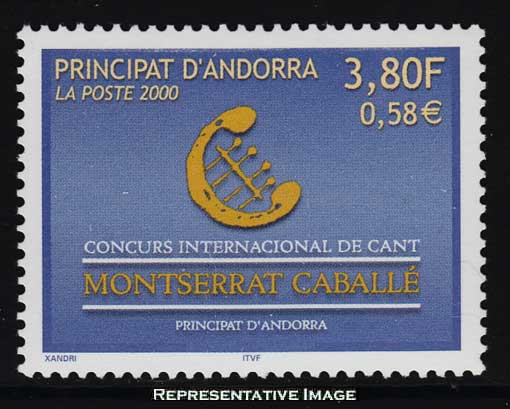 PRINCIPAT D'ANDORRA 3,80F
LA POSTE 2000 0,58€
CONCURS INTERNACIONAL DE CANT
MONTSERRAT CABALLÉ
PRINCIPAT D'ANDORRA
XANDRI ITVF
REPRESENTATIVE IMAGE